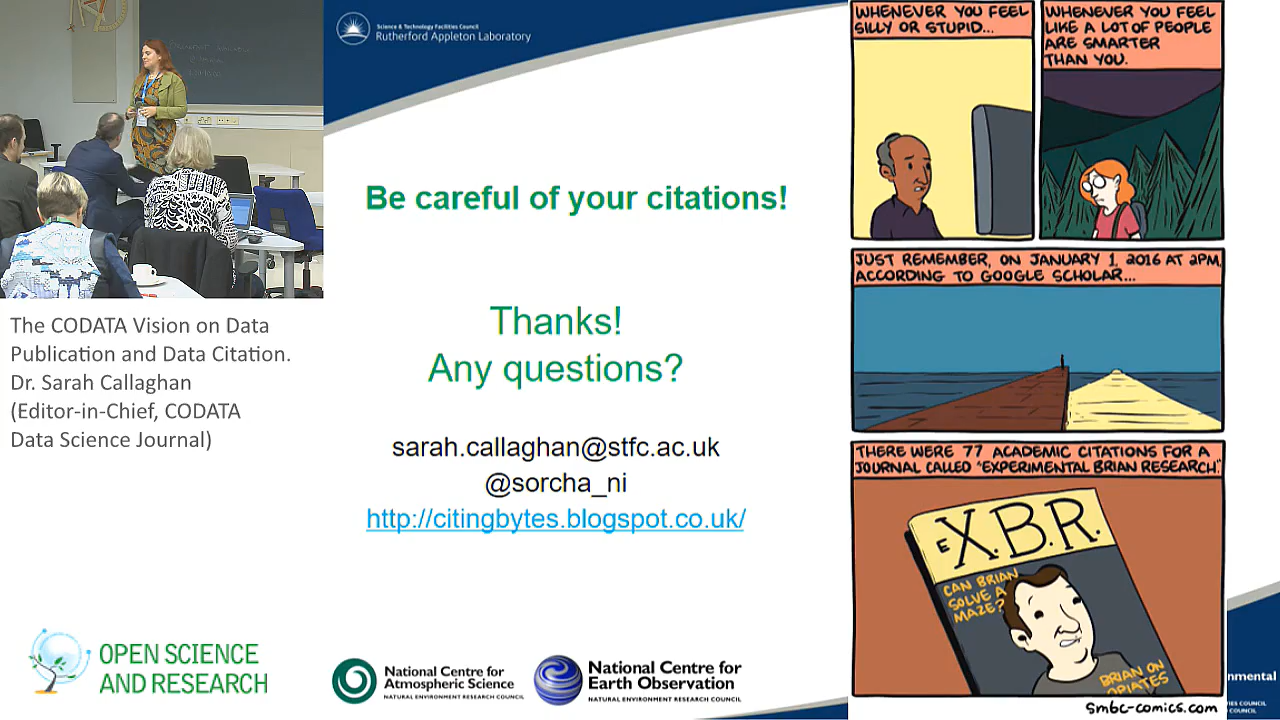 Science & Technology Facilities Council
Rutherford Appleton Laboratory
Be careful of your citations!
Thanks!
Any questions?
sarah.callaghan@stfc.ac.uk
@sorcha_ni
http://citingbytes.blogspot.co.uk/
The CODATA Vision on Data
Publication and Data Citation.
Dr. Sarah Callaghan
(Editor-in-Chief, CODATA
Data Science Journal)
OPEN SCIENCE
AND RESEARCH
National Centre for
Atmospheric Science
NATURAL ENVIRONMENT RESEARCH COUNCIL
National Centre for
Earth Observation
NATURAL ENVIRONMENT RESEARCH COUNCIL
WHENEVER YOU FEEL
SILLY OR STUPID...
WHENEVER YOU FEEL
LIKE A LOT OF PEOPLE
ARE SMARTER
THAN YOU.
JUST REMEMBER, ON JANUARY 1, 2016 AT 2PM,
ACCORDING TO GOOGLE SCHOLAR...
THERE WERE 77 ACADEMIC CITATIONS FOR A
JOURNAL CALLED "EXPERIMENTAL BRIAN RESEARCH".
EX.B.R.
CAN BRIAN
SOLVE A
MAZE?
BRIAN ON
OPIATES
smbc-comics.com
nmental
COUNCIL